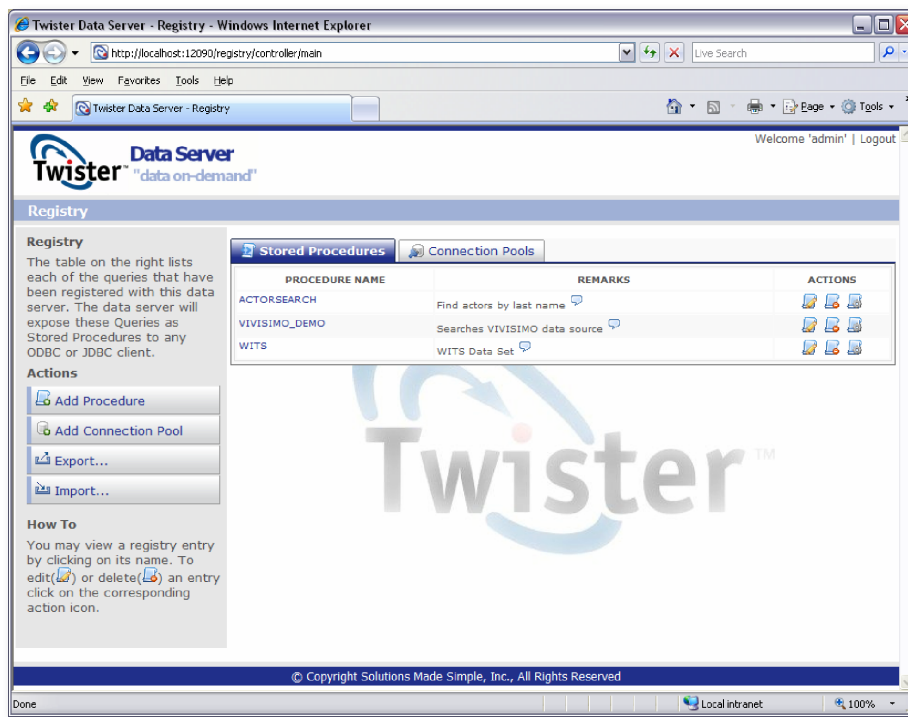 Twister Data Server - Registry - Windows Internet Explorer
http://localhost:12090/registry/controller/main
Live Search
File Edit View Favorites Tools Help
Twister Data Server - Registry
Page Tools
Welcome 'admin' | Logout
Twister™ Data Server
"data on-demand"
Registry
Registry
The table on the right lists
each of the queries that have
been registered with this data
server. The data server will
expose these Queries as
Stored Procedures to any
ODBC or JDBC client.
Actions
Add Procedure
Add Connection Pool
Export...
Import...
How To
You may view a registry entry
by clicking on its name. To
edit( ) or delete( ) an entry
click on the corresponding
action icon.
Stored Procedures Connection Pools
PROCEDURE NAME REMARKS ACTIONS
ACTORSEARCH Find actors by last name
VIVISIMO_DEMO Searches VIVISIMO data source
WITS WITS Data Set
Twister™
© Copyright Solutions Made Simple, Inc., All Rights Reserved
Done Local intranet 100%